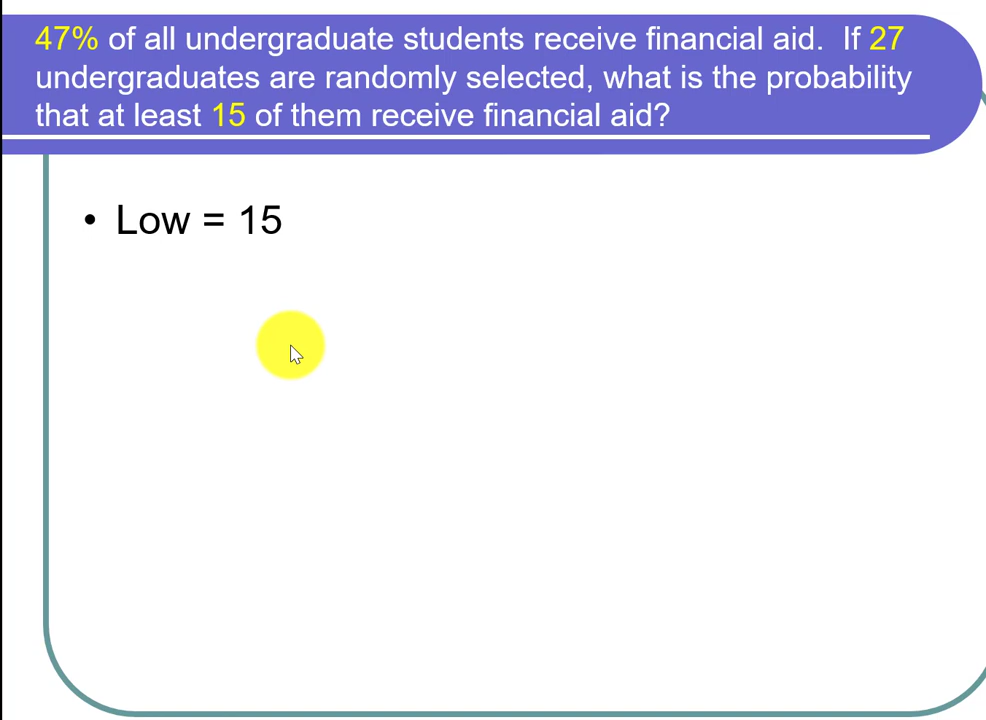 47% of all undergraduate students receive financial aid.  If 27
undergraduates are randomly selected, what is the probability
that at least 15 of them receive financial aid?
• Low = 15